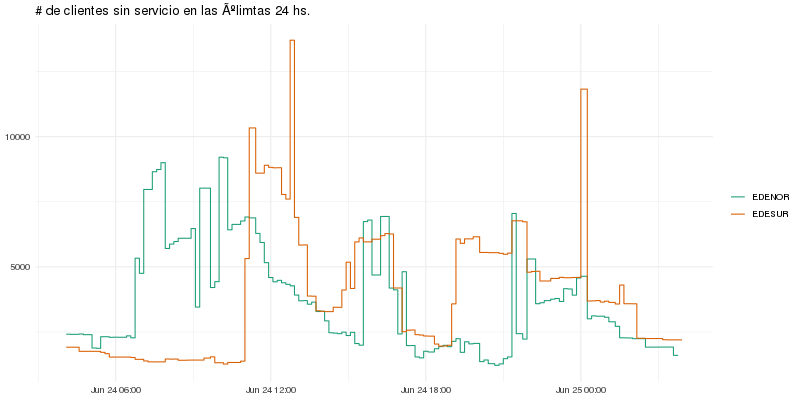 # de clientes sin servicio en las Ãºlimtas 24 hs.
10000
5000
Jun 24 06:00
Jun 24 12:00
Jun 24 18:00
Jun 25 00:00
EDENOR
EDESUR